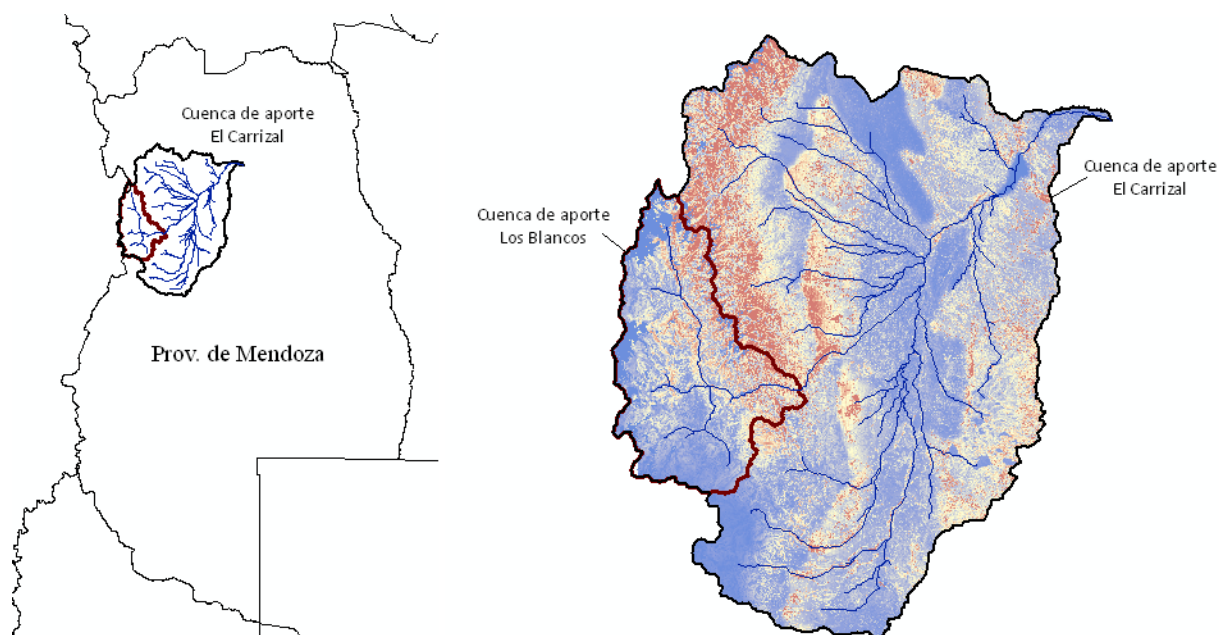 Cuenca de aporte
El Carrizal
Prov. de Mendoza
Cuenca de aporte
Los Blancos
Cuenca de aporte
El Carrizal